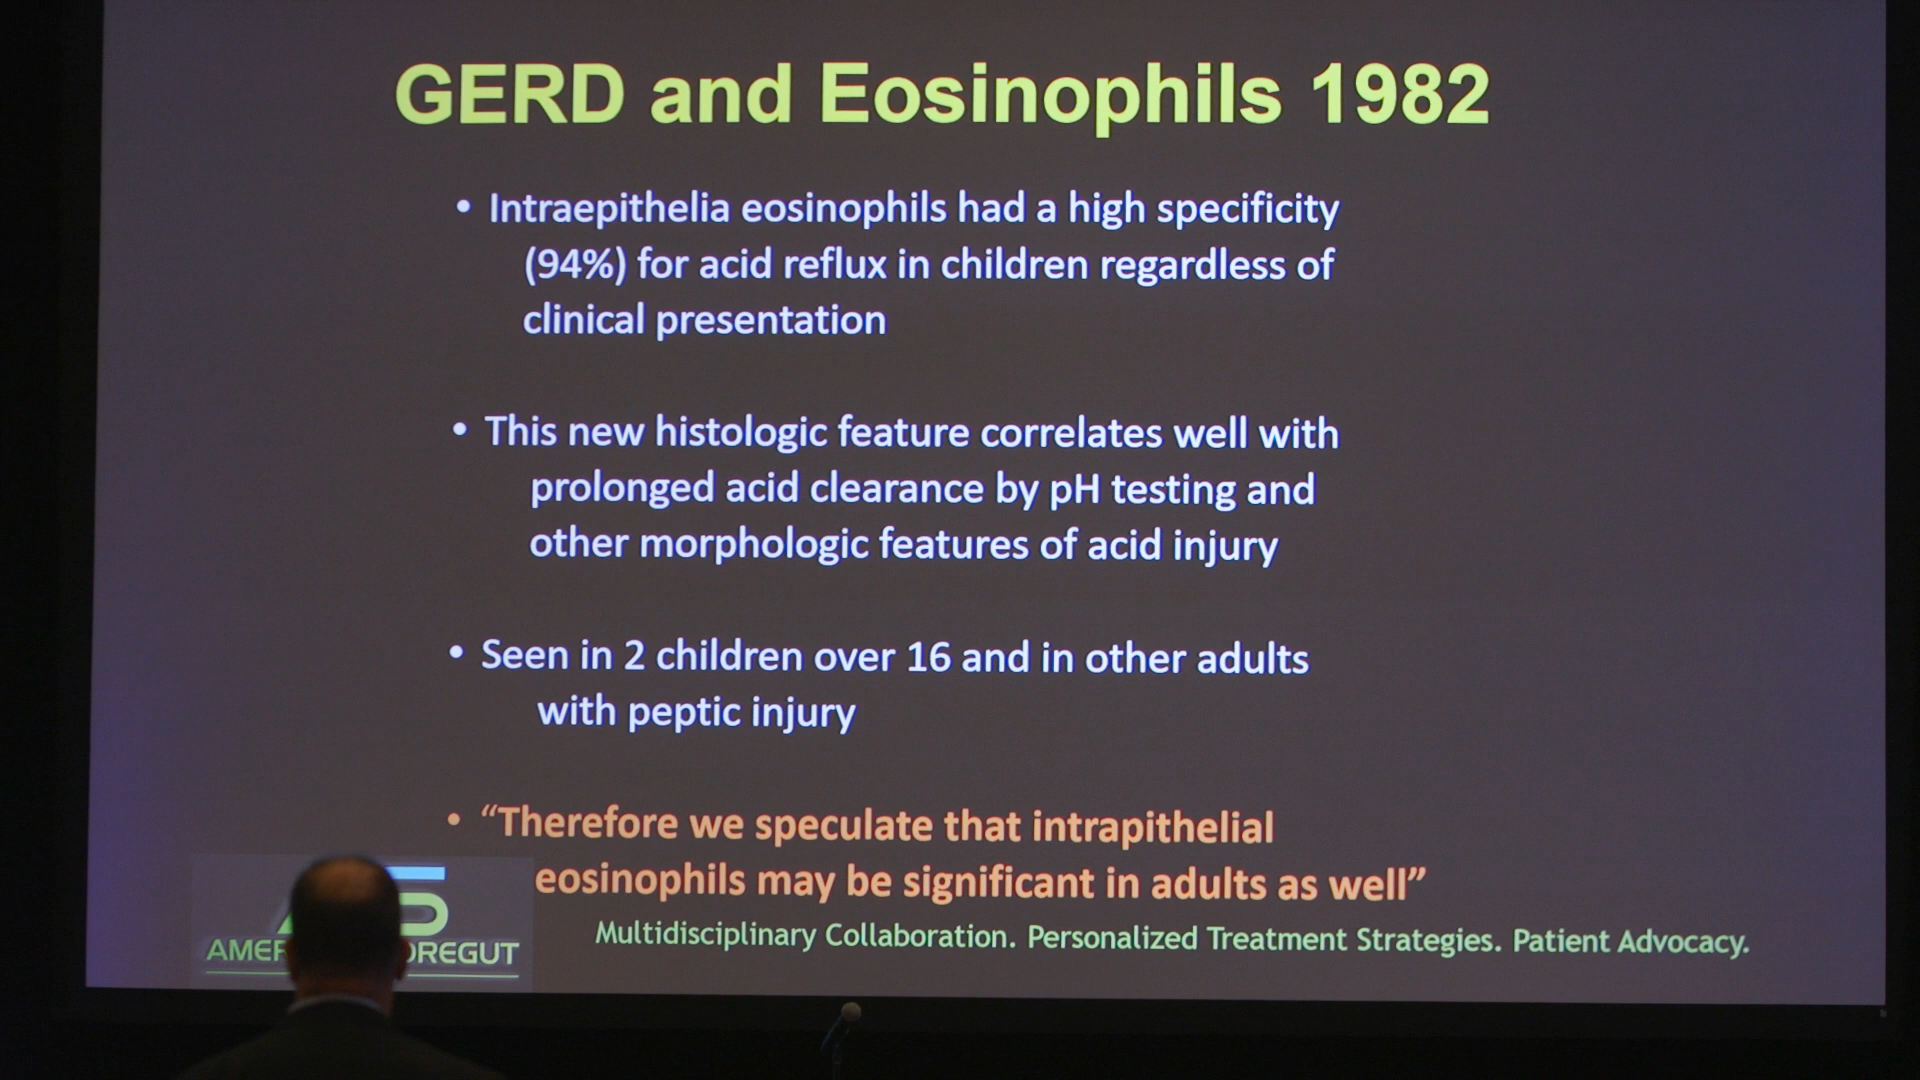 GERD and Eosinophils 1982
• Intraepithelia eosinophils had a high specificity
(94%) for acid reflux in children regardless of
clinical presentation
• This new histologic feature correlates well with
prolonged acid clearance by pH testing and
other morphologic features of acid injury
• Seen in 2 children over 16 and in other adults
with peptic injury
• “Therefore we speculate that intrapithelial
eosinophils may be significant in adults as well”
Multidisciplinary Collaboration. Personalized Treatment Strategies. Patient Advocacy.